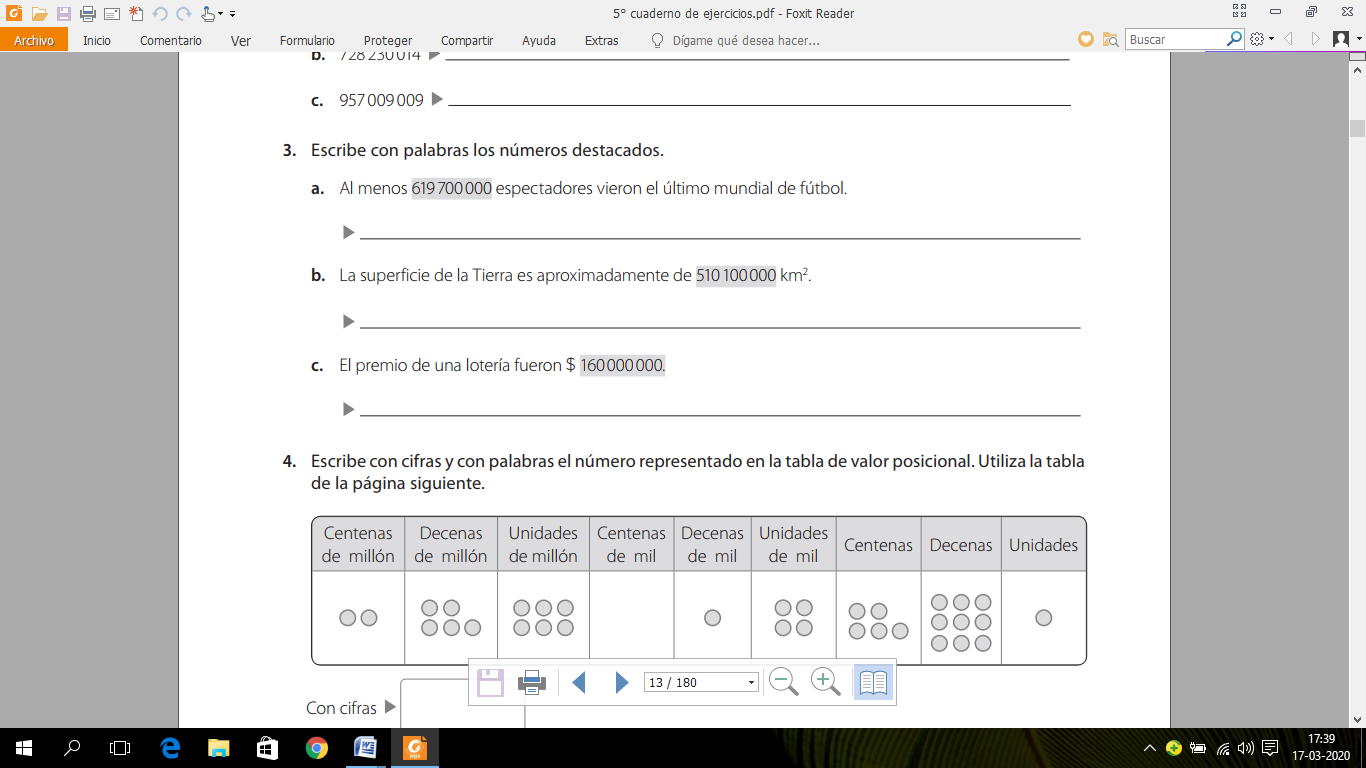 5° cuaderno de ejercicios.pdf - Foxit Reader
Archivo Inicio Comentario Ver Formulario Proteger Compartir Ayuda Extras Dígame qué desea hacer... Buscar
b. 728 230 014
c. 957 009 009
3. Escribe con palabras los números destacados.
a. Al menos 619 700 000 espectadores vieron el último mundial de fútbol.
b. La superficie de la Tierra es aproximadamente de 510 100 000 km².
c. El premio de una lotería fueron $ 160 000 000.
4. Escribe con cifras y con palabras el número representado en la tabla de valor posicional. Utiliza la tabla
de la página siguiente.
Centenas de millón Decenas de millón Unidades de millón Centenas de mil Decenas de mil Unidades de mil Centenas Decenas Unidades
13 / 180
Con cifras
PDF
17:39
17-03-2020